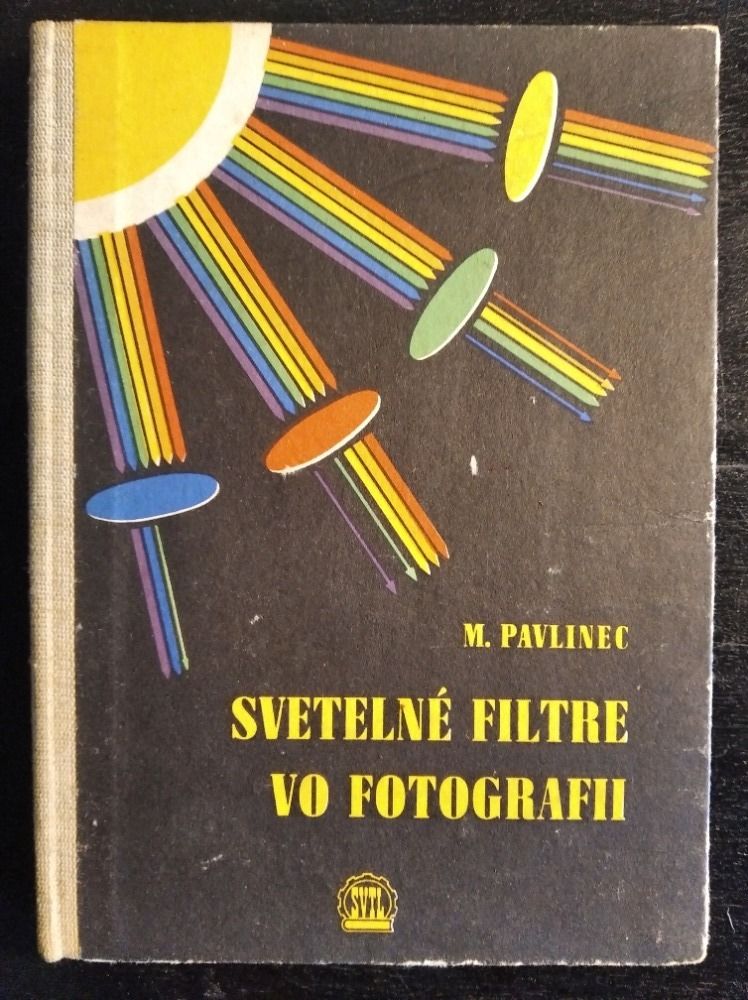 M. PAVLINEC
SVETELNÉ FILTRE
VO FOTOGRAFII
SVTL